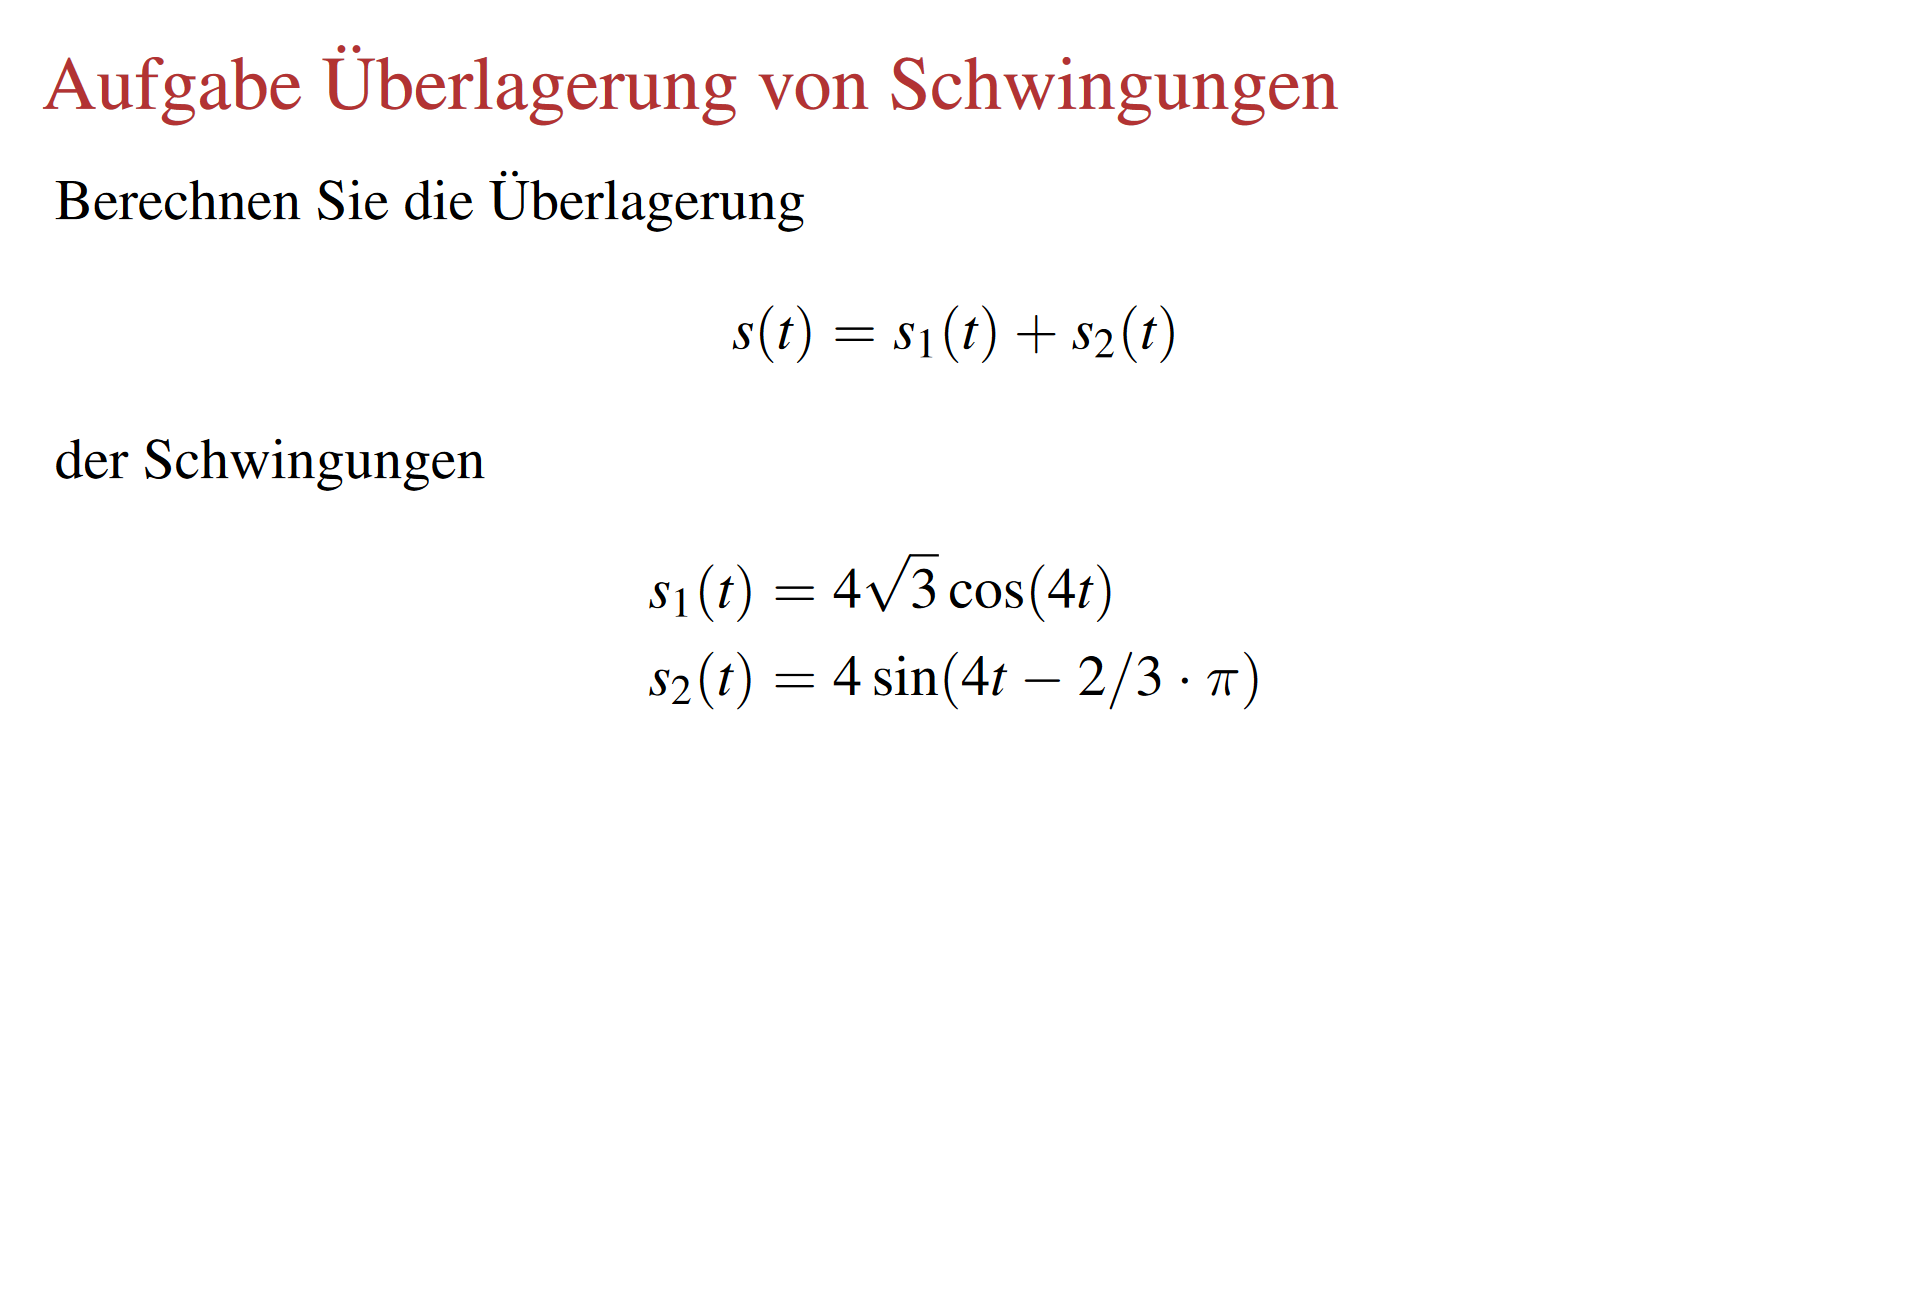 Aufgabe Überlagerung von Schwingungen
Berechnen Sie die Überlagerung
s(t) = s₁(t) + s₂(t)
der Schwingungen
s₁(t) = 4√3 cos(4t)
s₂(t) = 4 sin(4t − 2/3 · π)